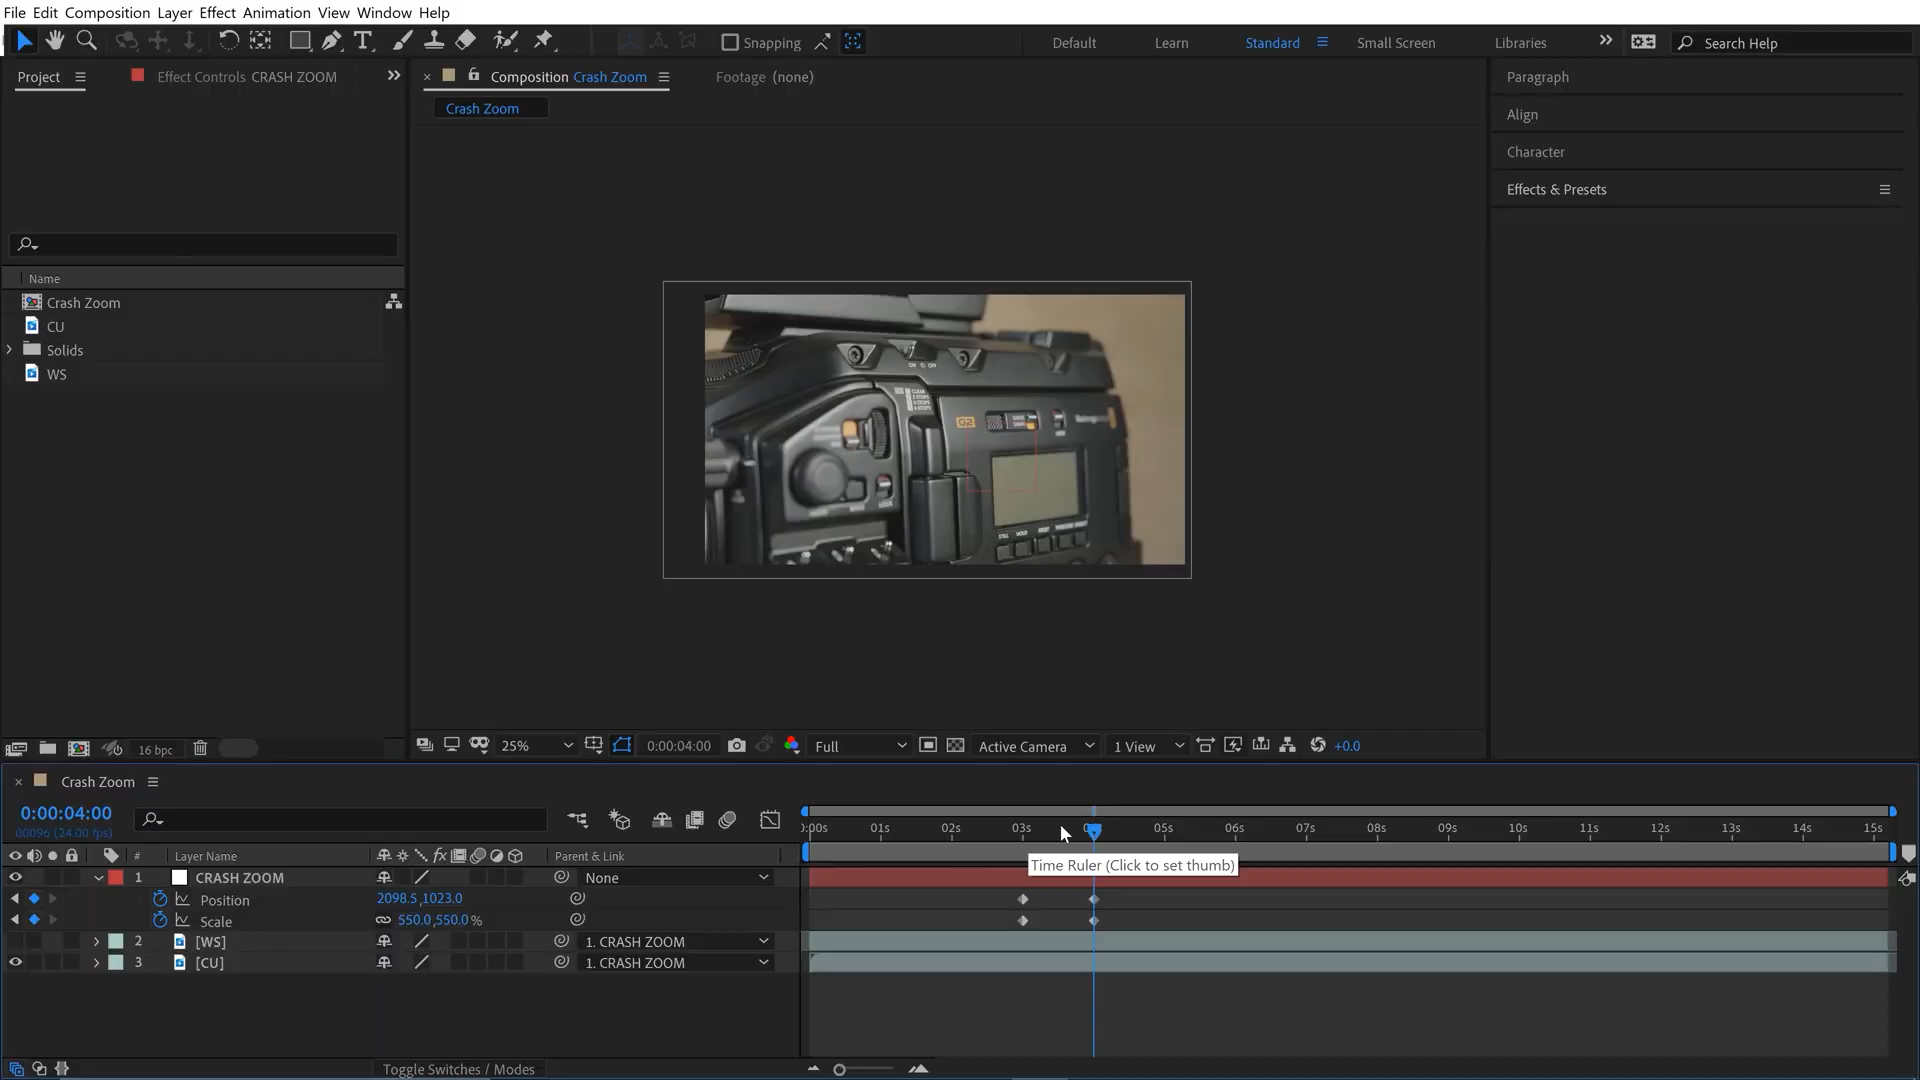 File Edit Composition Layer Effect Animation View Window Help
Snapping
Default
Learn
Standard
Small Screen
Libraries
Search Help
Project
Effect Controls CRASH ZOOM
Composition Crash Zoom
Footage (none)
Crash Zoom
Paragraph
Align
Character
Effects & Presets
Name
Crash Zoom
CU
Solids
WS
G2
16 bpc
25%
0:00:04:00
Full
Active Camera
1 View
+0.0
Crash Zoom
0:00:04:00
00096 (24.00 fps)
0:00s 01s 02s 03s 05s 06s 07s 08s 09s 10s 11s 12s 13s 14s 15s
# Layer Name
fx
Parent & Link
Time Ruler (Click to set thumb)
1 CRASH ZOOM None
Position 2098.5,1023.0
Scale 550.0,550.0%
2 [WS] 1. CRASH ZOOM
3 [CU] 1. CRASH ZOOM
Toggle Switches / Modes